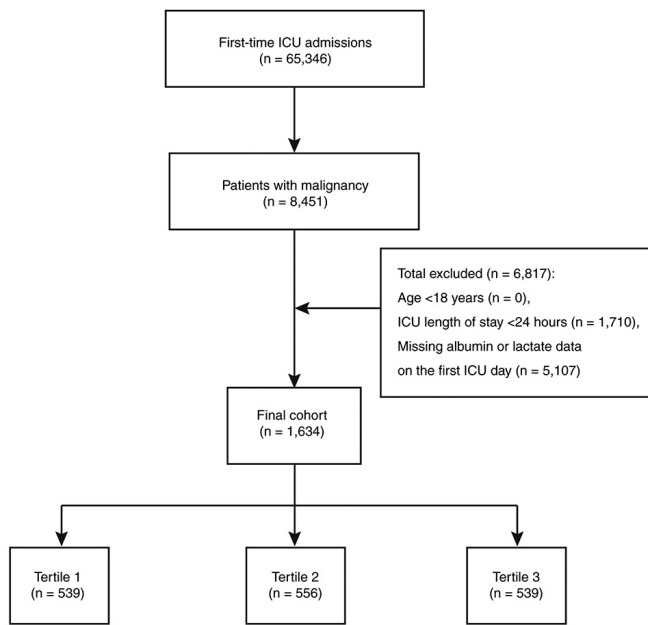 First-time ICU admissions
(n = 65,346)
Patients with malignancy
(n = 8,451)
Total excluded (n = 6,817):
Age <18 years (n = 0),
ICU length of stay <24 hours (n = 1,710),
Missing albumin or lactate data
on the first ICU day (n = 5,107)
Final cohort
(n = 1,634)
Tertile 1
(n = 539)
Tertile 2
(n = 556)
Tertile 3
(n = 539)